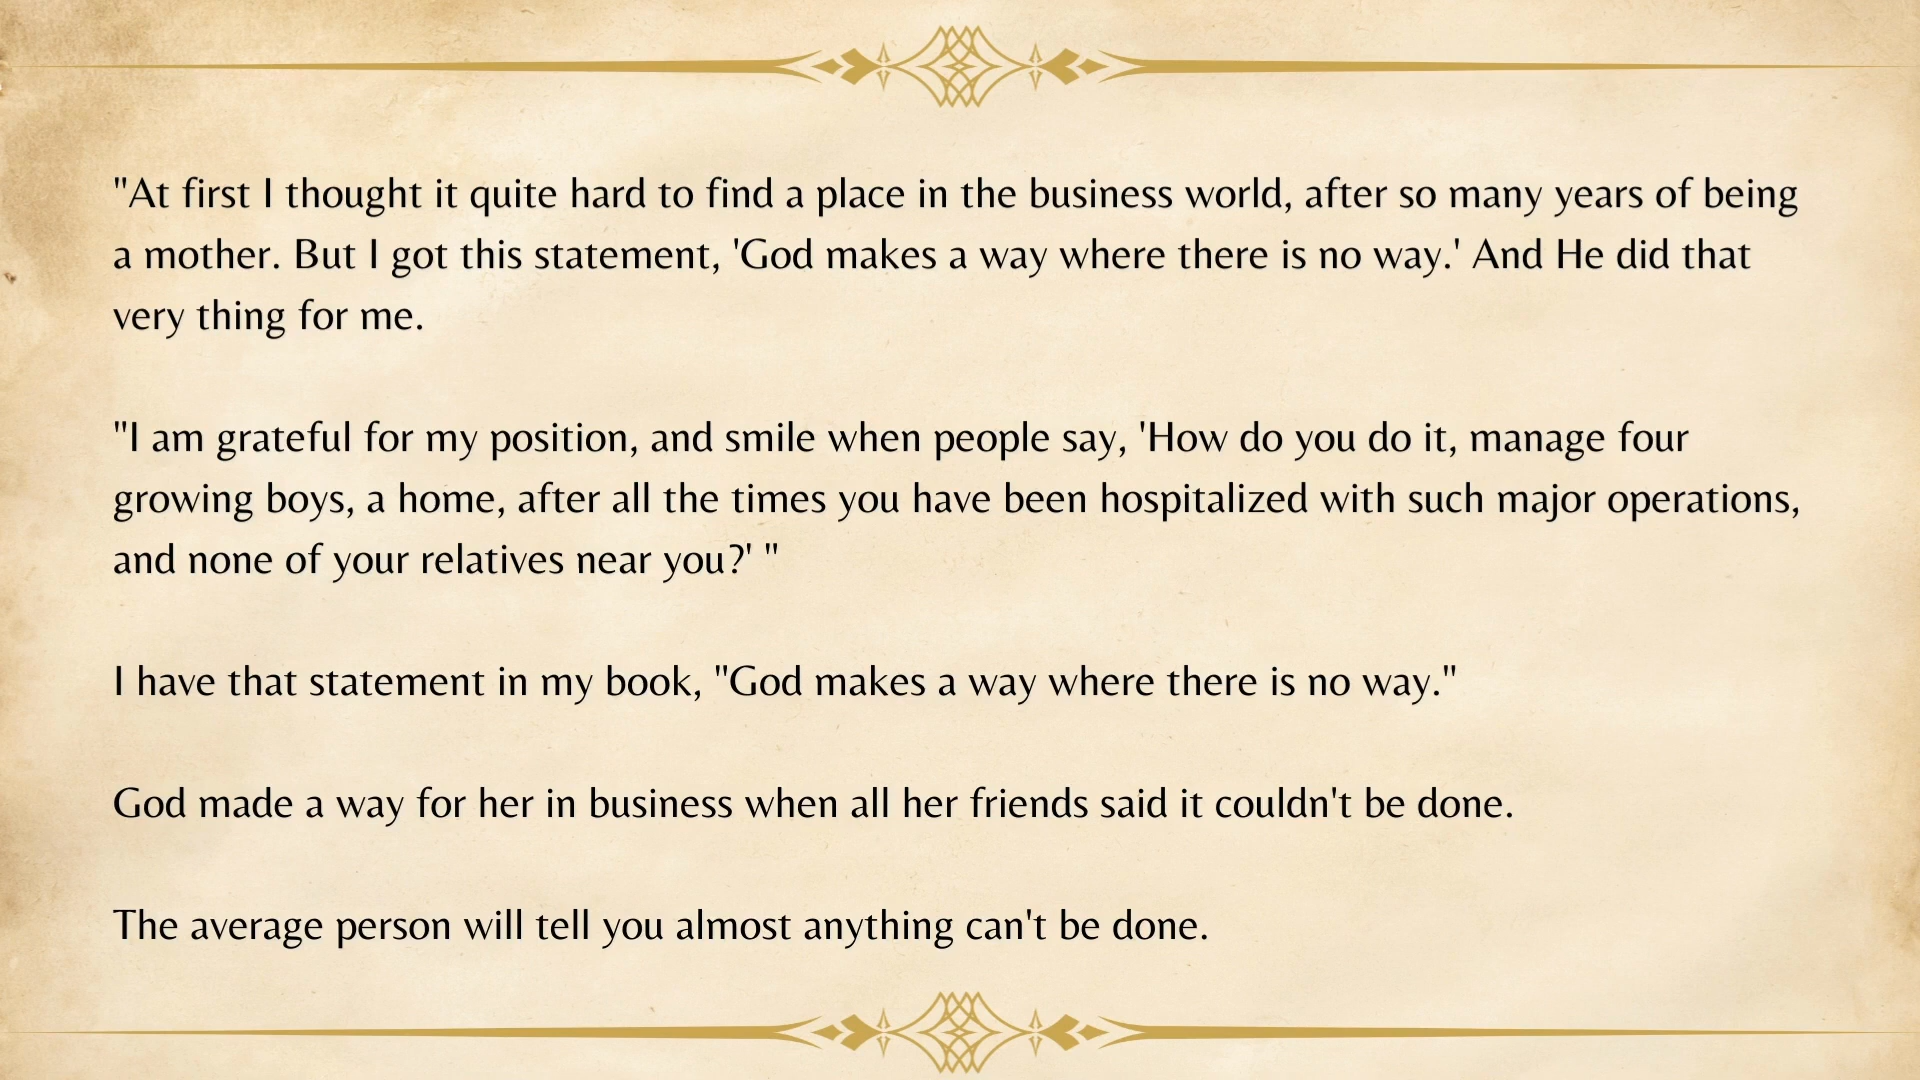 "At first I thought it quite hard to find a place in the business world, after so many years of being
a mother. But I got this statement, 'God makes a way where there is no way.' And He did that
very thing for me.
"I am grateful for my position, and smile when people say, 'How do you do it, manage four
growing boys, a home, after all the times you have been hospitalized with such major operations,
and none of your relatives near you?' "
I have that statement in my book, "God makes a way where there is no way."
God made a way for her in business when all her friends said it couldn't be done.
The average person will tell you almost anything can't be done.